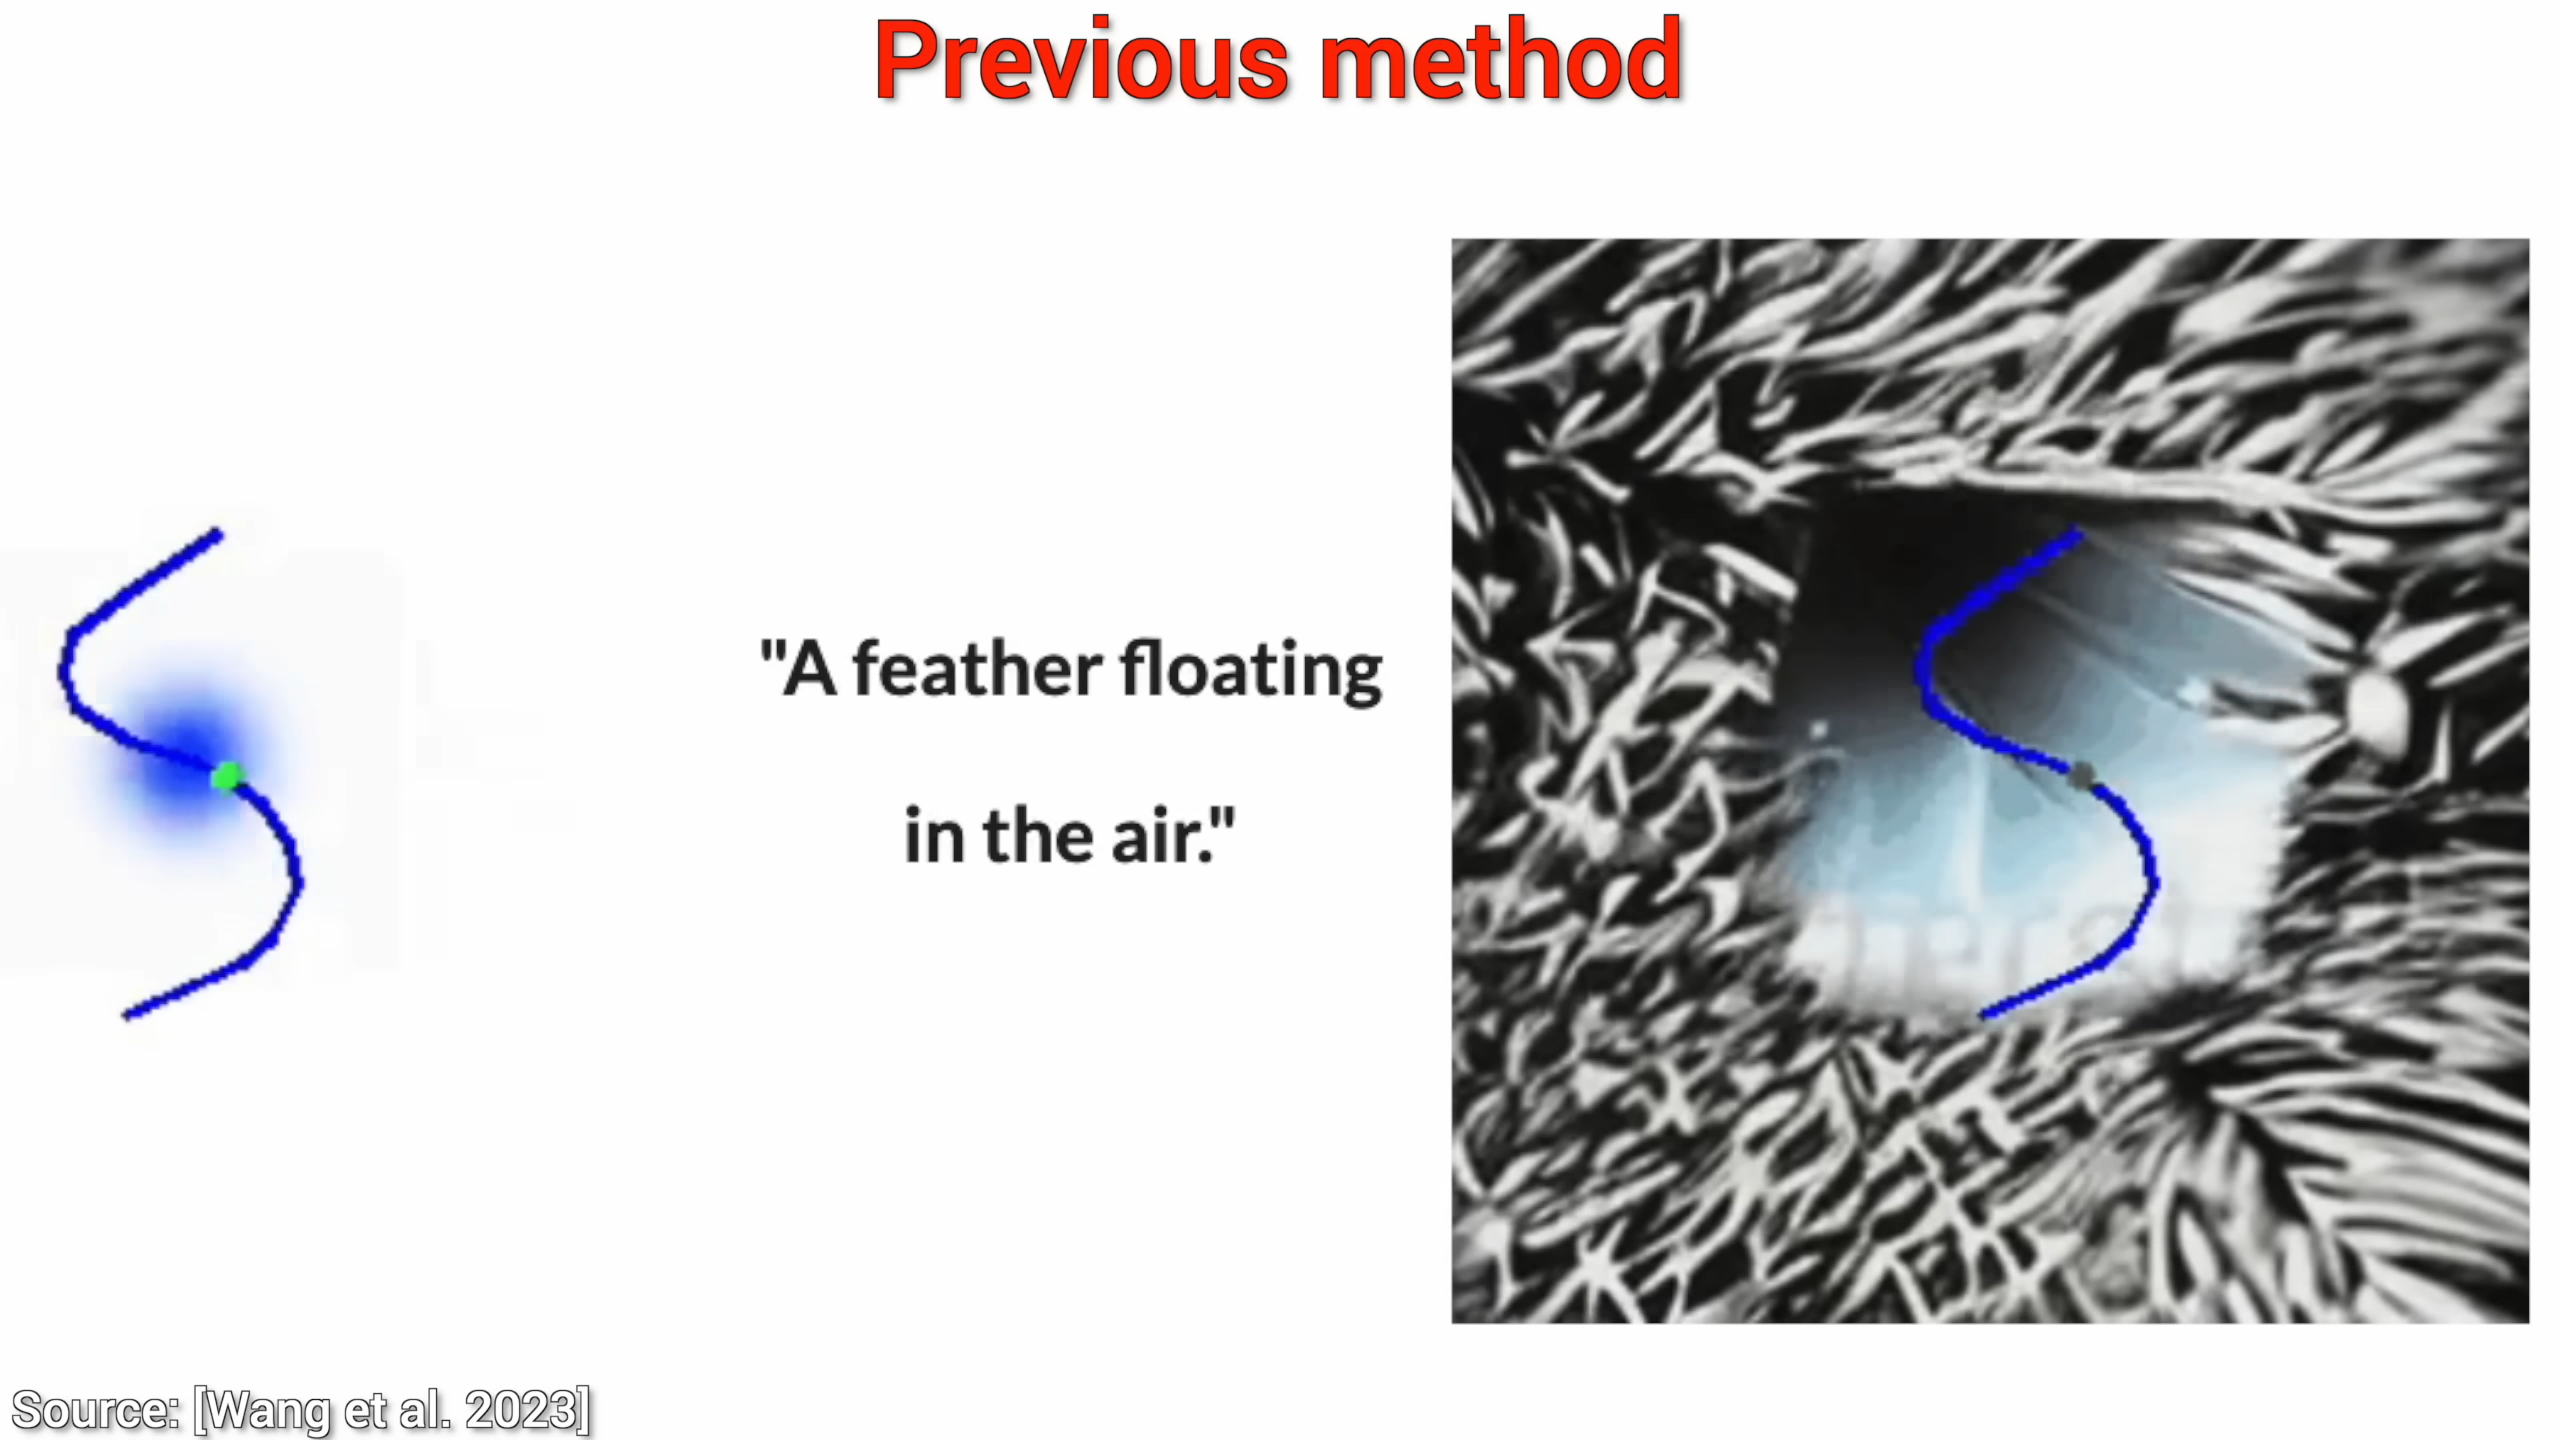 Previous method
"A feather floating
in the air."
Source: [Wang et al. 2023]